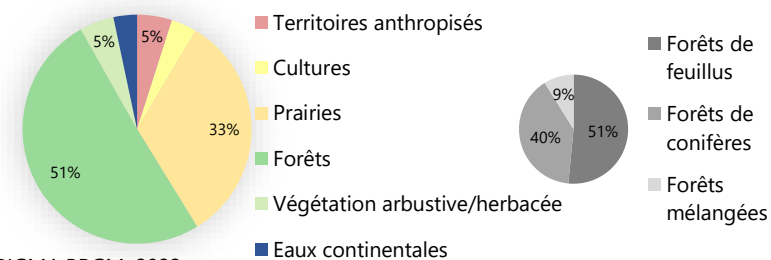 5%
5%
33%
51%
Territoires anthropisés
Cultures
Prairies
Forêts
Végétation arbustive/herbacée
Eaux continentales
9%
40%
51%
Forêts de
feuillus
Forêts de
conifères
Forêts
mélangées